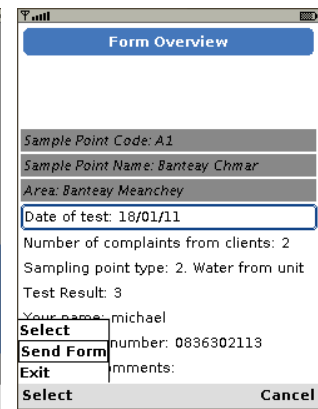 Form Overview
Sample Point Code: A1
Sample Point Name: Banteay Chmar
Area: Banteay Meanchey
Date of test: 18/01/11
Number of complaints from clients: 2
Sampling point type: 2. Water from unit
Test Result: 3
Your name: michael
Select
number: 0836302113
Send Form
mments:
Exit
Select Cancel